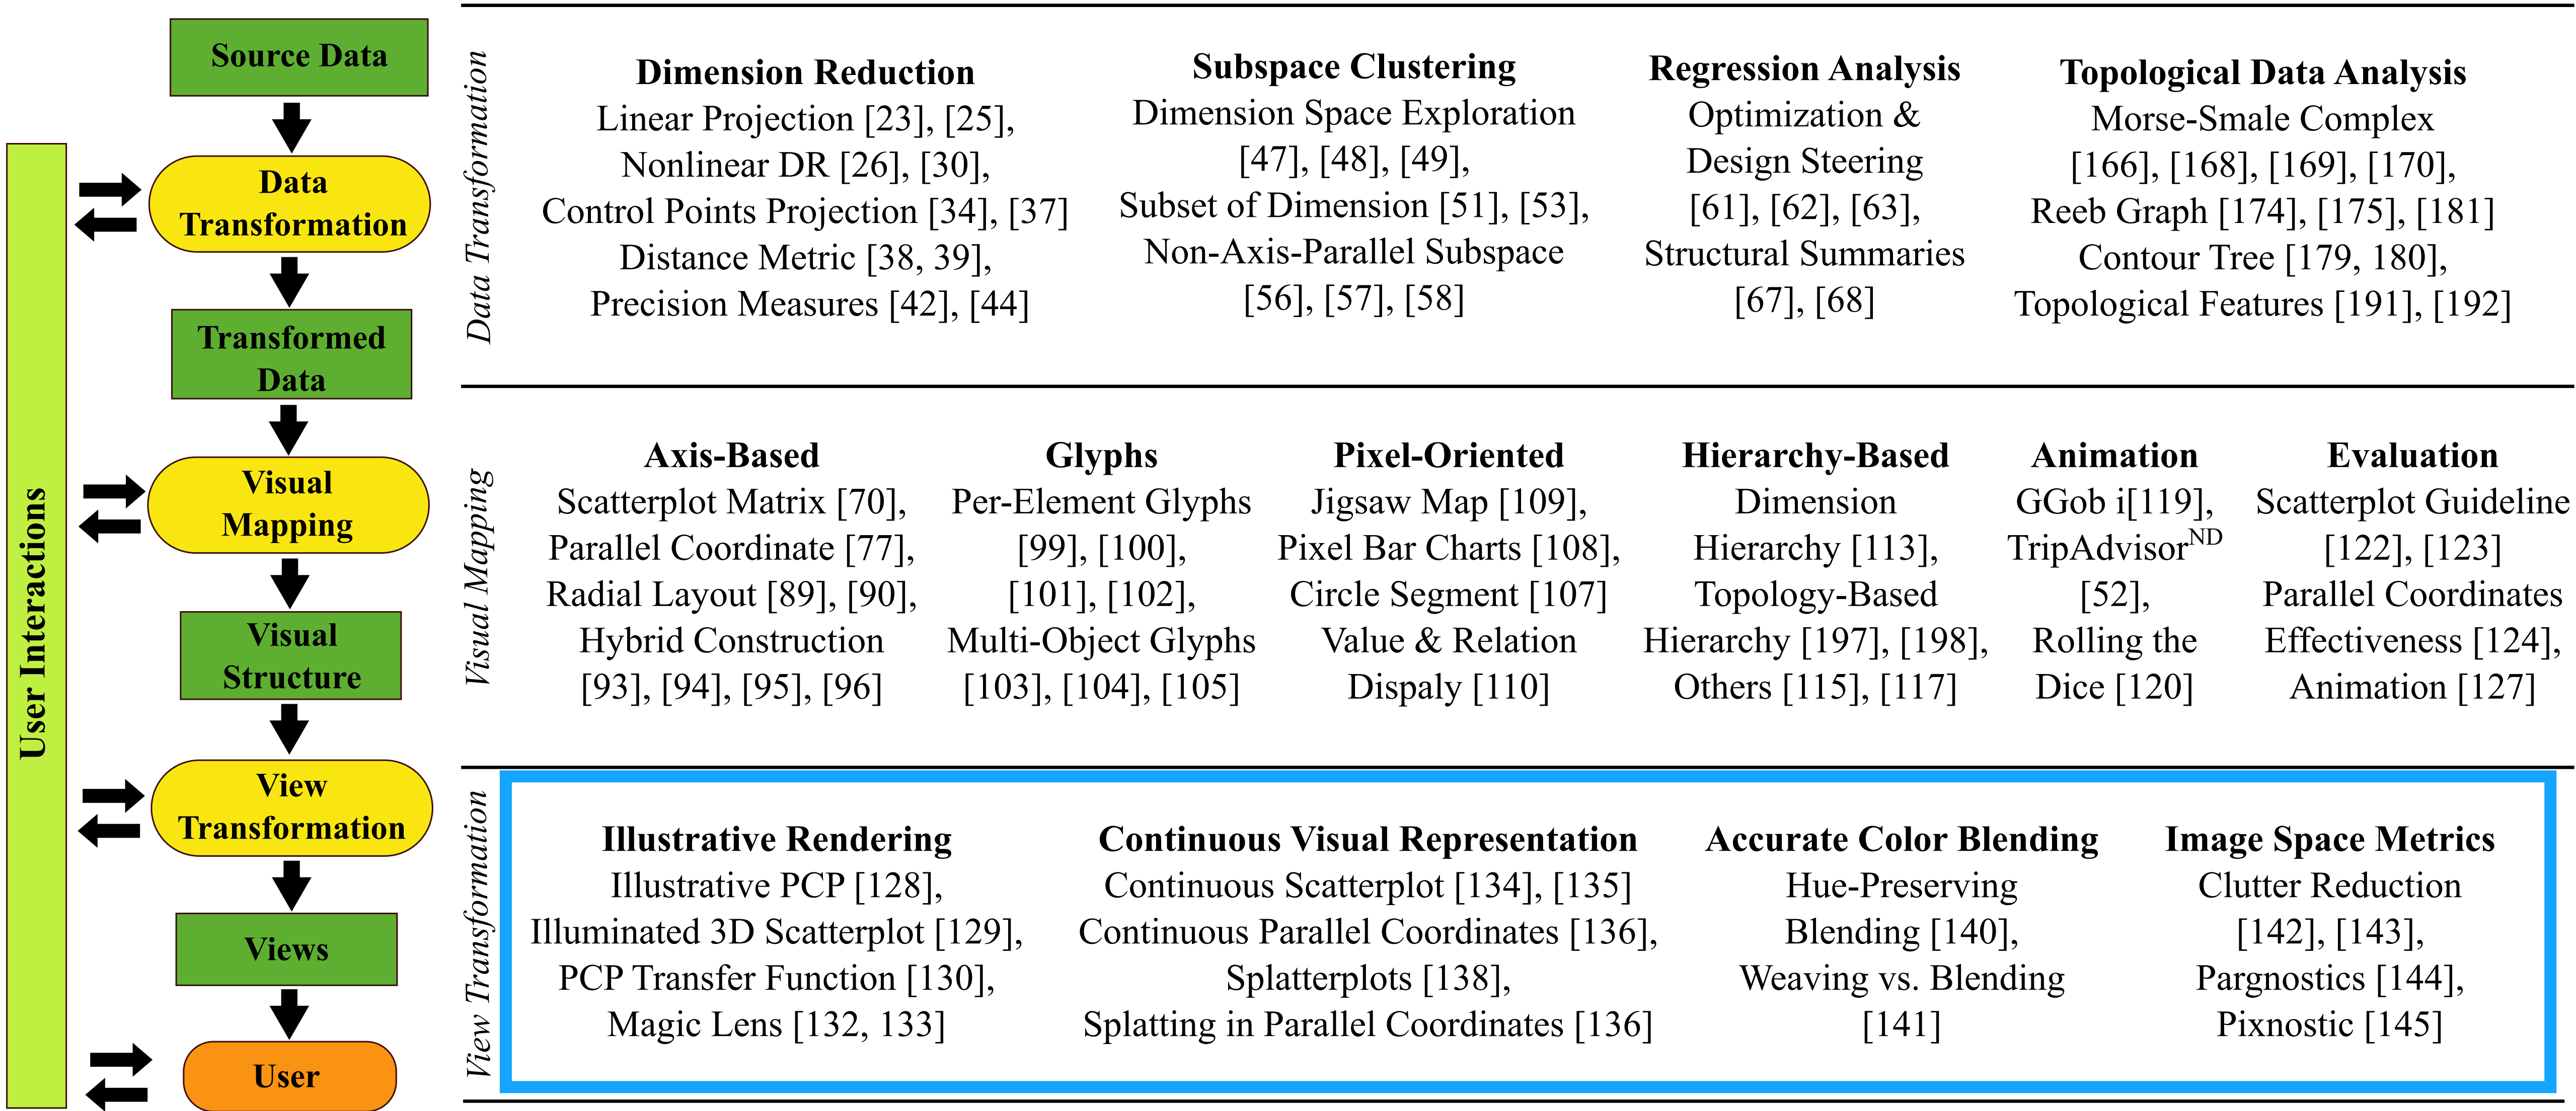 User Interactions
Source Data
Data
Transformation
Transformed
Data
Visual
Mapping
Visual
Structure
View
Transformation
Views
User
Data Transformation
Dimension Reduction
Linear Projection [23], [25],
Nonlinear DR [26], [30],
Control Points Projection [34], [37]
Distance Metric [38, 39],
Precision Measures [42], [44]
Subspace Clustering
Dimension Space Exploration
[47], [48], [49],
Subset of Dimension [51], [53],
Non-Axis-Parallel Subspace
[56], [57], [58]
Regression Analysis
Optimization &
Design Steering
[61], [62], [63],
Structural Summaries
[67], [68]
Topological Data Analysis
Morse-Smale Complex
[166], [168], [169], [170],
Reeb Graph [174], [175], [181]
Contour Tree [179, 180],
Topological Features [191], [192]
Visual Mapping
Axis-Based
Scatterplot Matrix [70],
Parallel Coordinate [77],
Radial Layout [89], [90],
Hybrid Construction
[93], [94], [95], [96]
Glyphs
Per-Element Glyphs
[99], [100],
[101], [102],
Multi-Object Glyphs
[103], [104], [105]
Pixel-Oriented
Jigsaw Map [109],
Pixel Bar Charts [108],
Circle Segment [107]
Value & Relation
Dispaly [110]
Hierarchy-Based
Dimension
Hierarchy [113],
Topology-Based
Hierarchy [197], [198],
Others [115], [117]
Animation
GGob i[119],
TripAdvisorND
[52],
Rolling the
Dice [120]
Evaluation
Scatterplot Guideline
[122], [123]
Parallel Coordinates
Effectiveness [124],
Animation [127]
View Transformation
Illustrative Rendering
Illustrative PCP [128],
Illuminated 3D Scatterplot [129],
PCP Transfer Function [130],
Magic Lens [132, 133]
Continuous Visual Representation
Continuous Scatterplot [134], [135]
Continuous Parallel Coordinates [136],
Splatterplots [138],
Splatting in Parallel Coordinates [136]
Accurate Color Blending
Hue-Preserving
Blending [140],
Weaving vs. Blending
[141]
Image Space Metrics
Clutter Reduction
[142], [143],
Pargnostics [144],
Pixnostic [145]